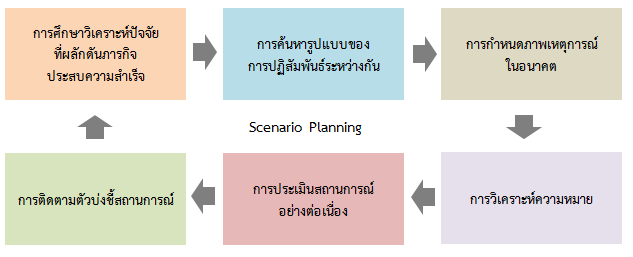 การศึกษาวิเคราะห์ปัจจัย
ที่ผลักดันภารกิจ
ประสบความสำเร็จ
การค้นหารูปแบบของ
การปฏิสัมพันธ์ระหว่างกัน
การกำหนดภาพเหตุการณ์
ในอนาคต
Scenario Planning
การติดตามตัวบ่งชี้สถานการณ์
การประเมินสถานการณ์
อย่างต่อเนื่อง
การวิเคราะห์ความหมาย